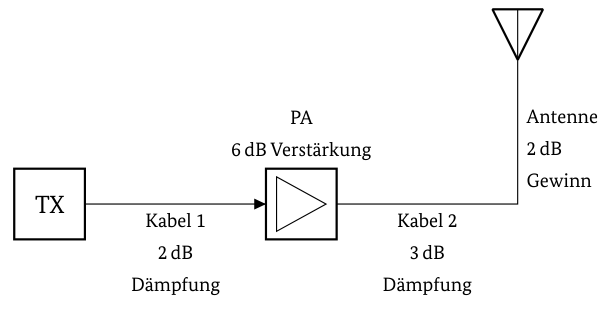 Antenne
2 dB
Gewinn
PA
6 dB Verstärkung
TX
Kabel 1
2 dB
Dämpfung
Kabel 2
3 dB
Dämpfung